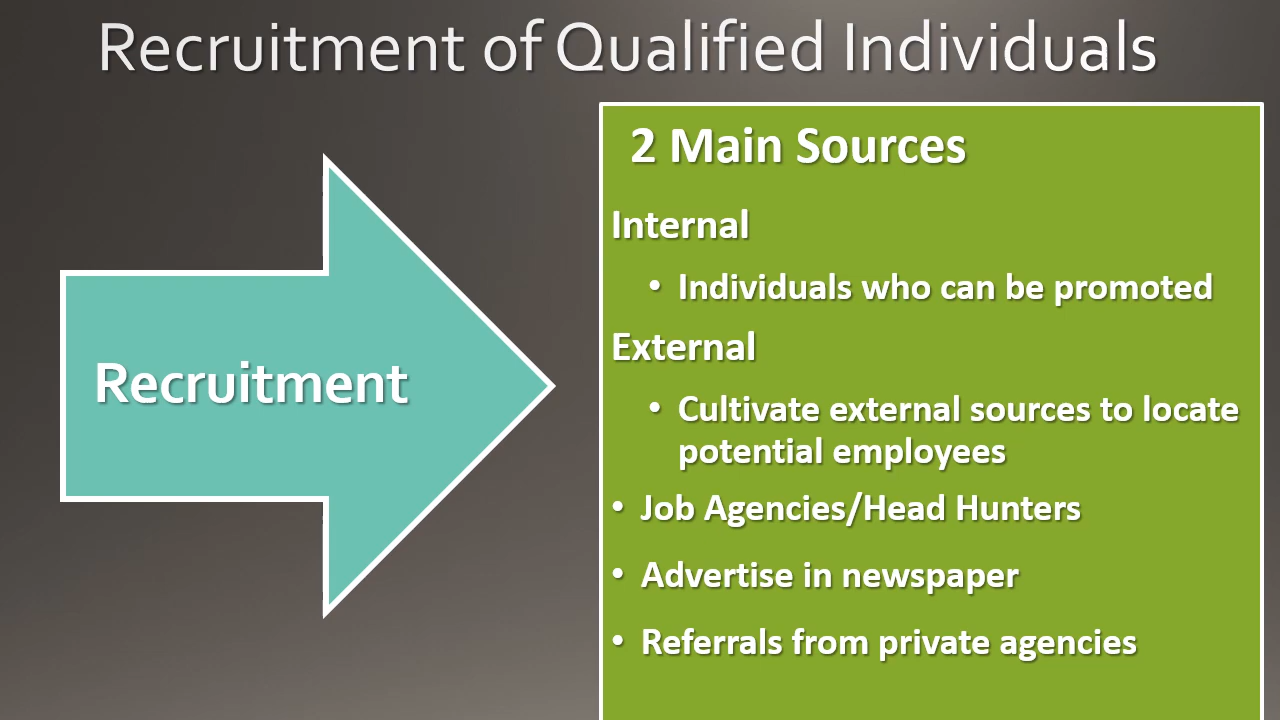 Recruitment of Qualified Individuals
Recruitment
2 Main Sources
Internal
• Individuals who can be promoted
External
• Cultivate external sources to locate
potential employees
• Job Agencies/Head Hunters
• Advertise in newspaper
• Referrals from private agencies